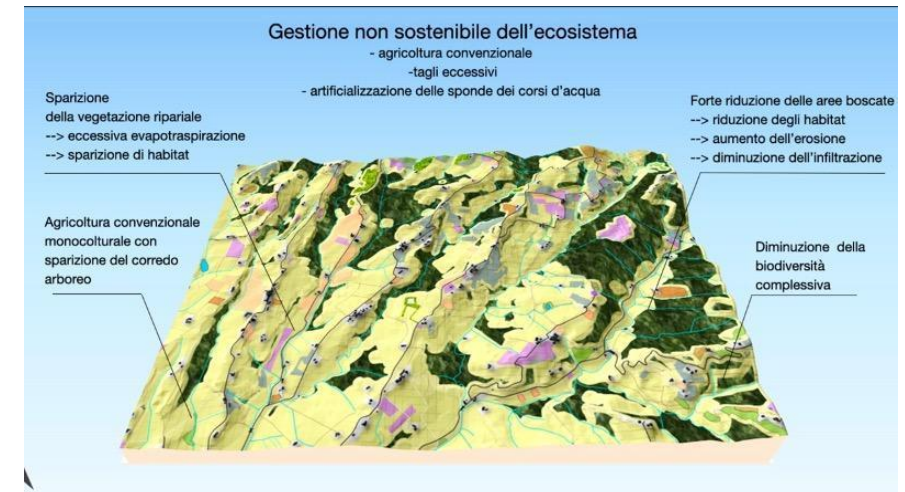 Gestione non sostenibile dell'ecosistema
- agricoltura convenzionale
-tagli eccessivi
- artificializzazione delle sponde dei corsi d'acqua
Sparizione
della vegetazione ripariale
--> eccessiva evapotraspirazione
--> sparizione di habitat
Agricoltura convenzionale
monocolturale con
sparizione del corredo
arboreo
Forte riduzione delle aree boscate
--> riduzione degli habitat
--> aumento dell'erosione
--> diminuzione dell'infiltrazione
Diminuzione della
biodiversità
complessiva